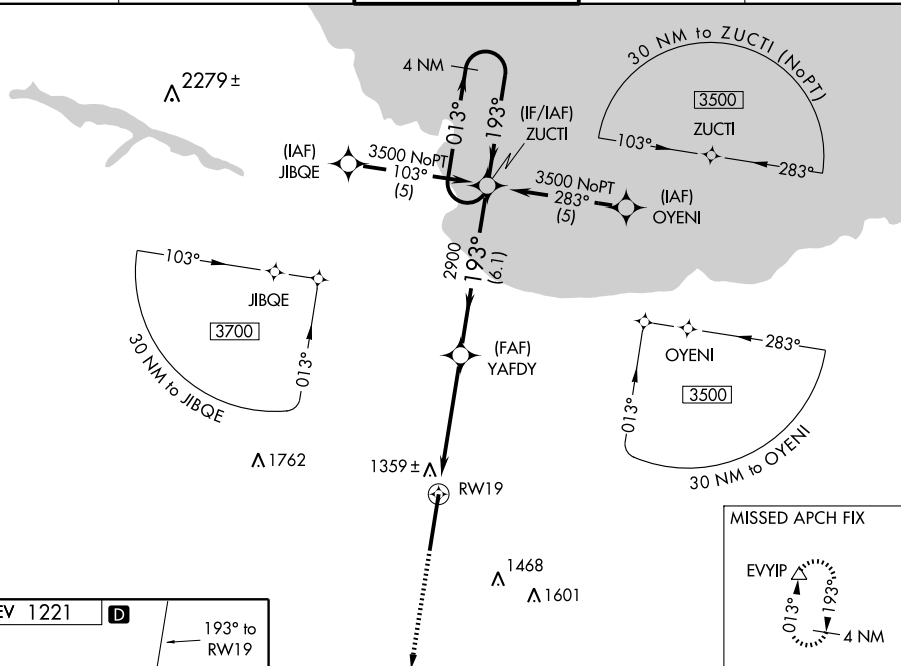 2279±
4 NM
013°
193°
(IF/IAF)
ZUCTI
30 NM to ZUCTI (NoPT)
3500
ZUCTI
103°
283°
(IAF)
JIBQE
3500 NoPT
103°
(5)
3500 NoPT
283°
(5)
(IAF)
OYENI
2900
193°
(6.1)
103°
JIBQE
3700
013°
30 NM to JIBQE
(FAF)
YAFDY
OYENI
283°
3500
013°
30 NM to OYENI
1762
1359±
RW19
1468
1601
MISSED APCH FIX
EVYIP
013°
193°
4 NM
EV 1221
D
193° to
RW19